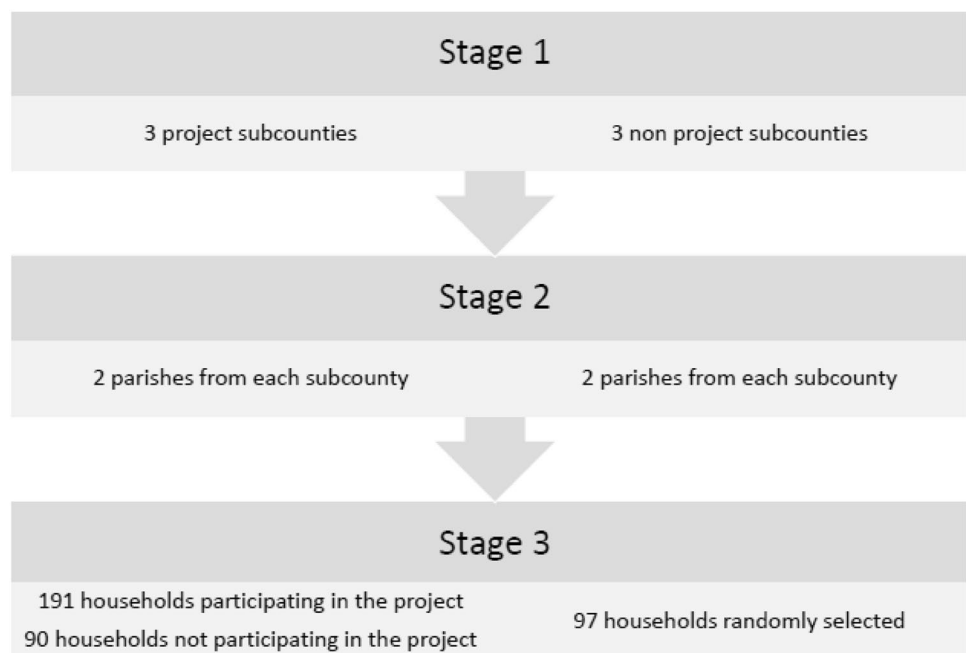 Stage 1
3 project subcounties
3 non project subcounties
Stage 2
2 parishes from each subcounty
2 parishes from each subcounty
Stage 3
191 households participating in the project
90 households not participating in the project
97 households randomly selected